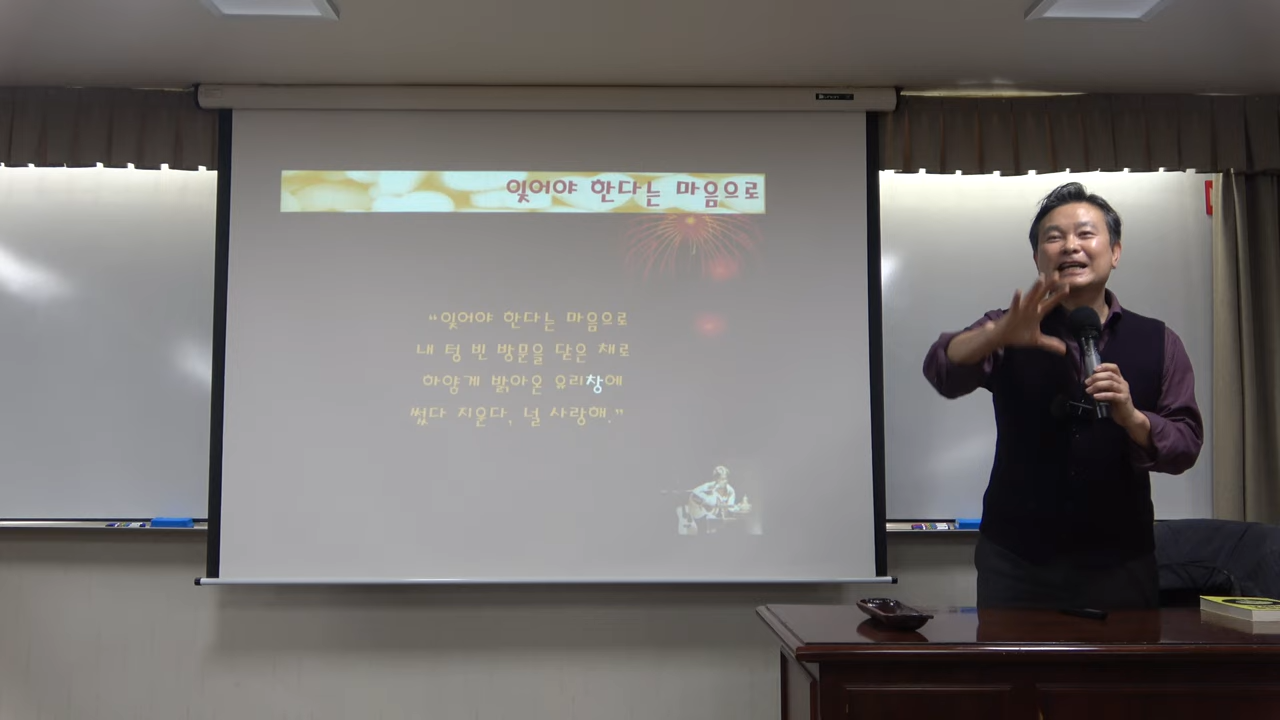 잊어야 한다는 마음으로
“잊어야 한다는 마음으로
내 텅 빈 방문을 닫은 채로
하얗게 밝아온 유리창에
썼다 지운다, 널 사랑해.”